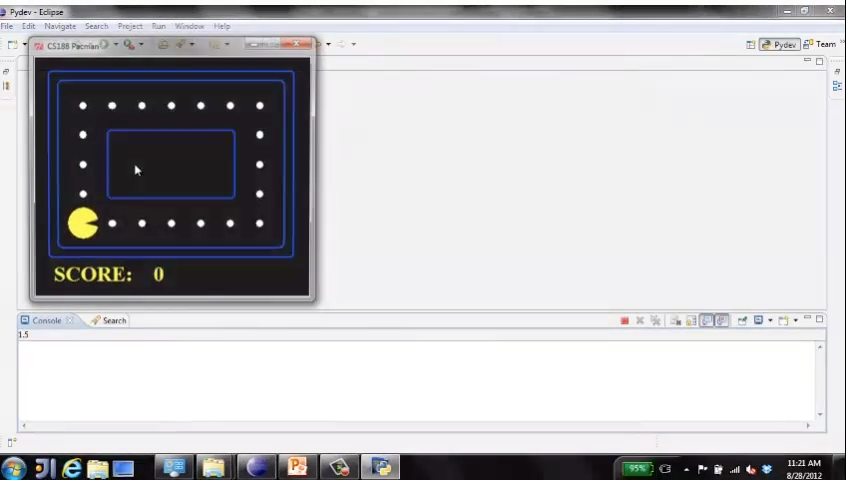 Pydev - Eclipse
File Edit Navigate Search Project Run Window Help
CS188 Pacman
Pydev
Team
SCORE: 0
Console
Search
1.5
95%
11:21 AM
8/28/2012